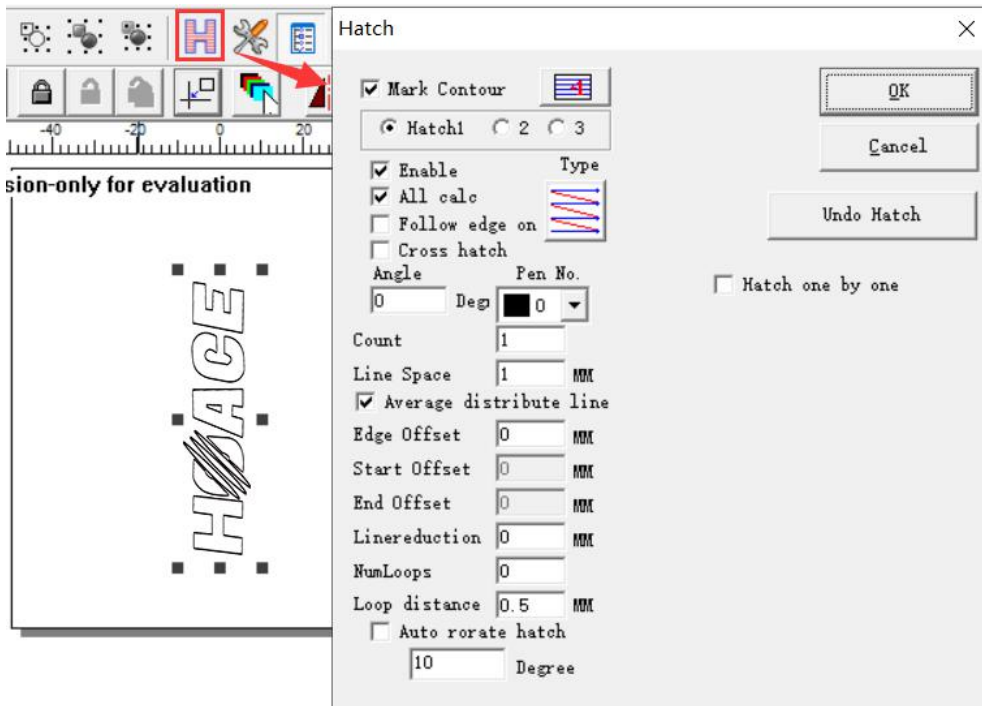 Hatch
Mark Contour
Hatch1 2 3
Enable
Type
All calc
Follow edge on
Cross hatch
Angle
Pen No.
0
Deg
0
Count
1
Line Space
1
MM
Average distribute line
Edge Offset
0
MM
Start Offset
0
MM
End Offset
0
MM
Linereduction
0
MM
NumLoops
0
Loop distance
0.5
MM
Auto rorate hatch
10
Degree
OK
Cancel
Undo Hatch
Hatch one by one
H
-40 -20 0 20
sion-only for evaluation